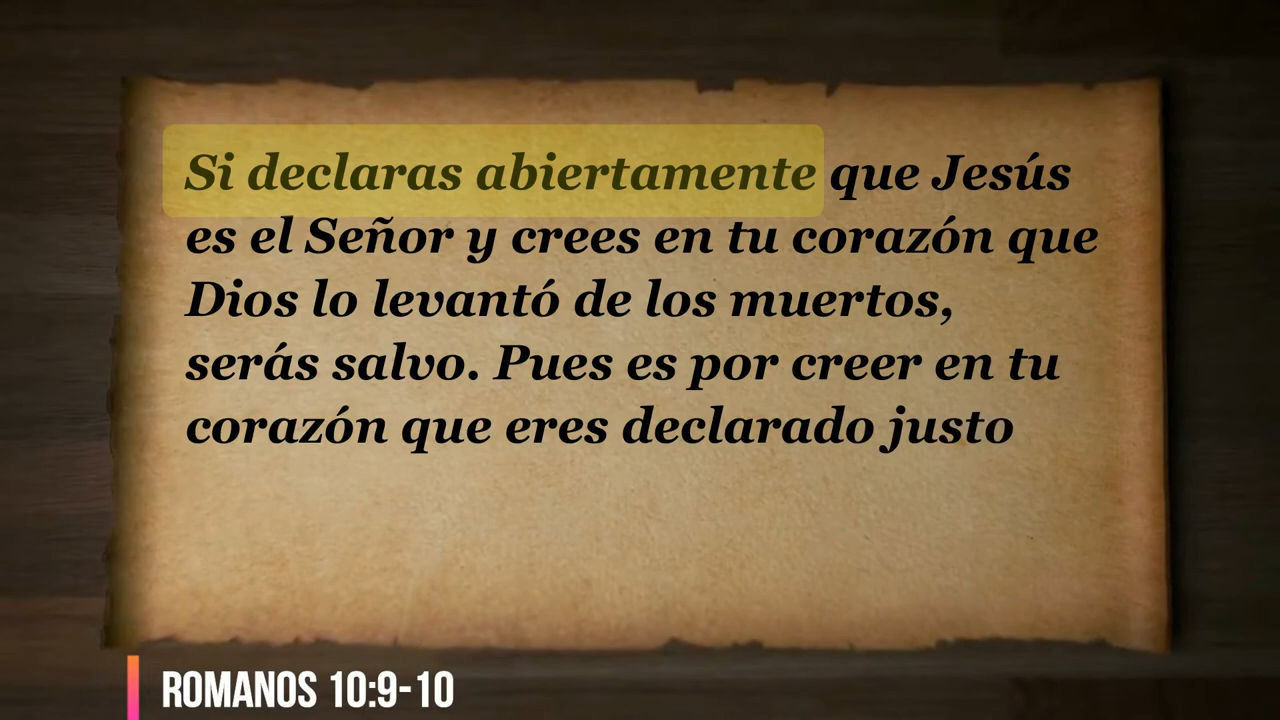 Si declaras abiertamente que Jesús
es el Señor y crees en tu corazón que
Dios lo levantó de los muertos,
serás salvo. Pues es por creer en tu
corazón que eres declarado justo
ROMANOS 10:9-10